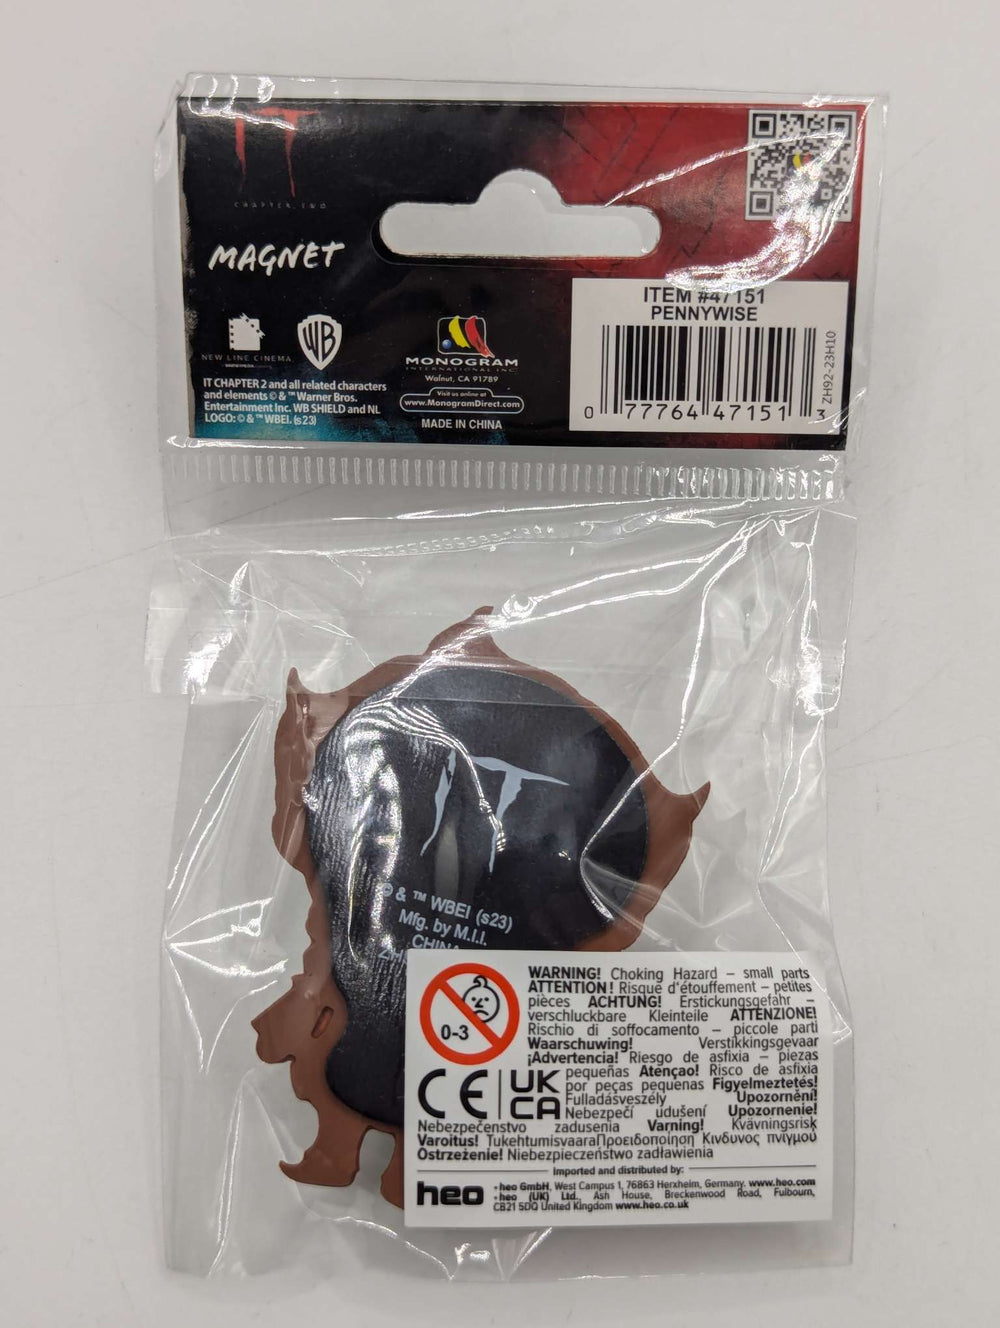 IT
CHAPTER TWO
MAGNET
NEW LINE CINEMA
WB
IT CHAPTER 2 and all related characters
and elements © & ™ Warner Bros.
Entertainment Inc. WB SHIELD and NL
LOGO: © & ™ WBEI. (s23)
MONOGRAM
INTERNATIONAL INC.
Walnut, CA 91789
Visit us online at
www.MonogramDirect.com
MADE IN CHINA
ITEM #47151
PENNYWISE
0 77764 47151 3
ZH92-23H10
IT
© & ™ WBEI (s23)
Mfg. by M.I.I.
CHINA
ZH
0-3
WARNING! Choking Hazard – small parts
ATTENTION! Risque d'étouffement – petites
pièces ACHTUNG! Erstickungsgefahr –
verschluckbare Kleinteile ATTENZIONE!
Rischio di soffocamento – piccole parti
Waarschuwing! Verstikkingsgevaar
¡Advertencia! Riesgo de asfixia – piezas
pequeñas Atençao! Risco de asfixia
por peças pequenas Figyelmeztetés!
Fulladásveszély Upozornění!
Nebezpečí udušení Upozornenie!
Nebezpečenstvo zadusenia Varning! Kvävningsrisk
Varoitus! TukehtumisvaaraΠροειδοποίηση Κίνδυνος πνιγμού
Ostrzeżenie! Niebezpieczeństwo zadławienia
CE
UK
CA
Imported and distributed by:
heo
• heo GmbH, West Campus 1, 76863 Herxheim, Germany. www.heo.com
• heo (UK) Ltd., Ash House, Breckenwood Road, Fulbourn,
CB21 5DQ United Kingdom www.heo.co.uk